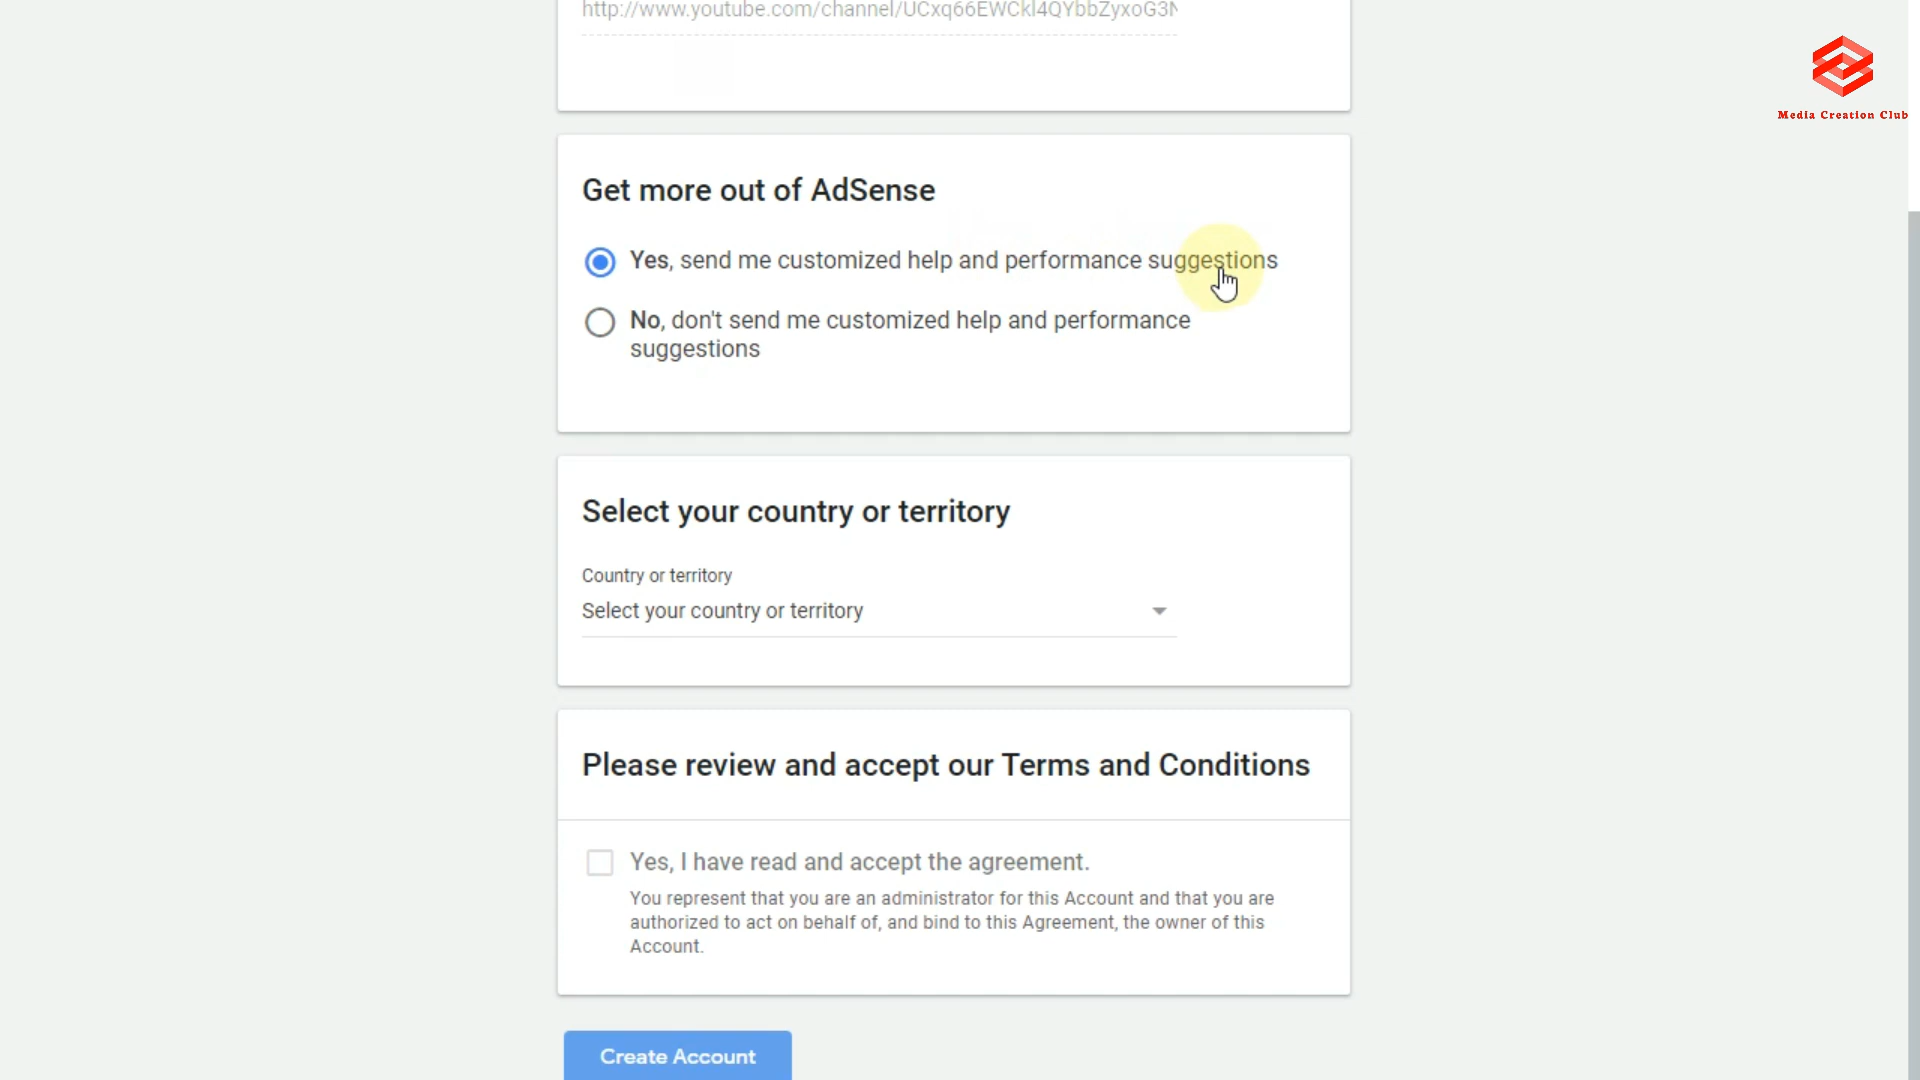 http://www.youtube.com/channel/UCxq66EWCkl4QYbbZyxoG3N
Media Creation Club
Get more out of AdSense
Yes, send me customized help and performance suggestions
No, don't send me customized help and performance
suggestions
Select your country or territory
Country or territory
Select your country or territory
Please review and accept our Terms and Conditions
Yes, I have read and accept the agreement.
You represent that you are an administrator for this Account and that you are
authorized to act on behalf of, and bind to this Agreement, the owner of this
Account.
Create Account